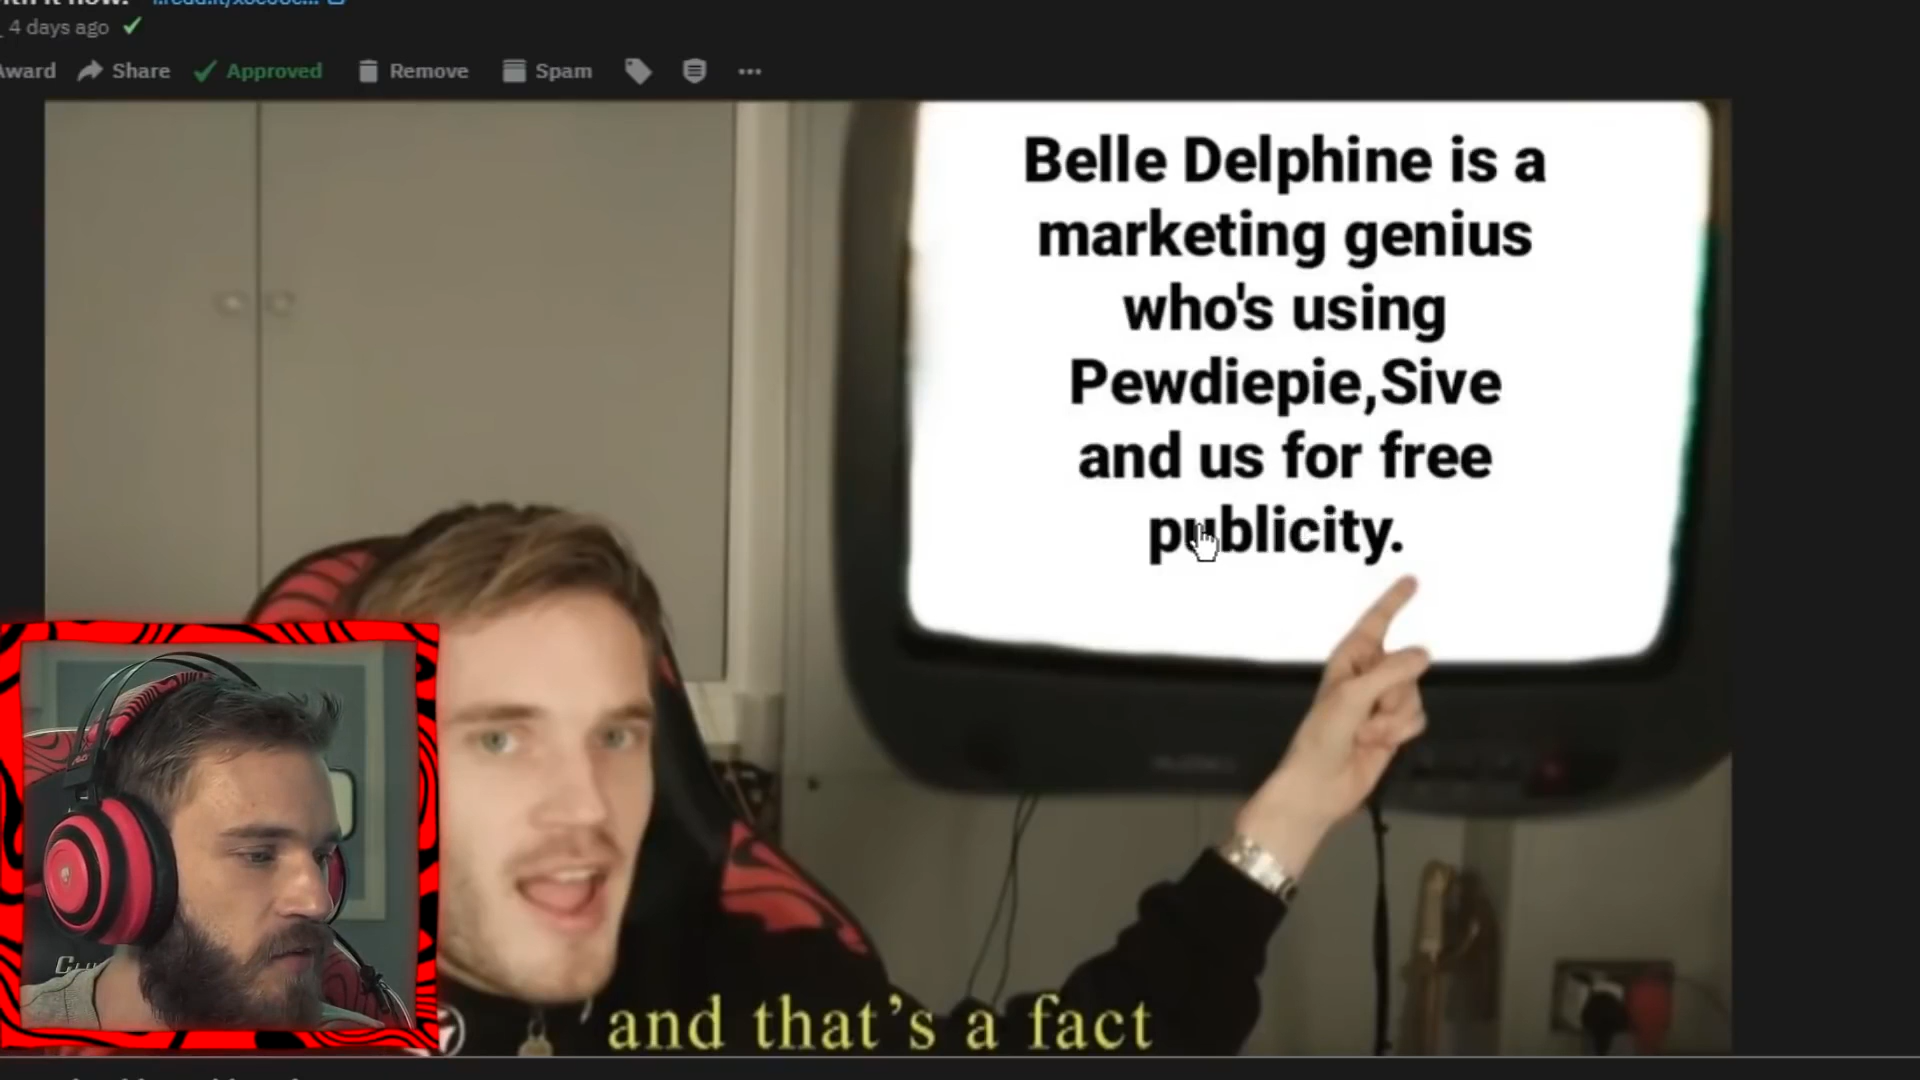 4 days ago
Award Share Approved Remove Spam
Belle Delphine is a
marketing genius
who's using
Pewdiepie,Sive
and us for free
publicity.
and that's a fact